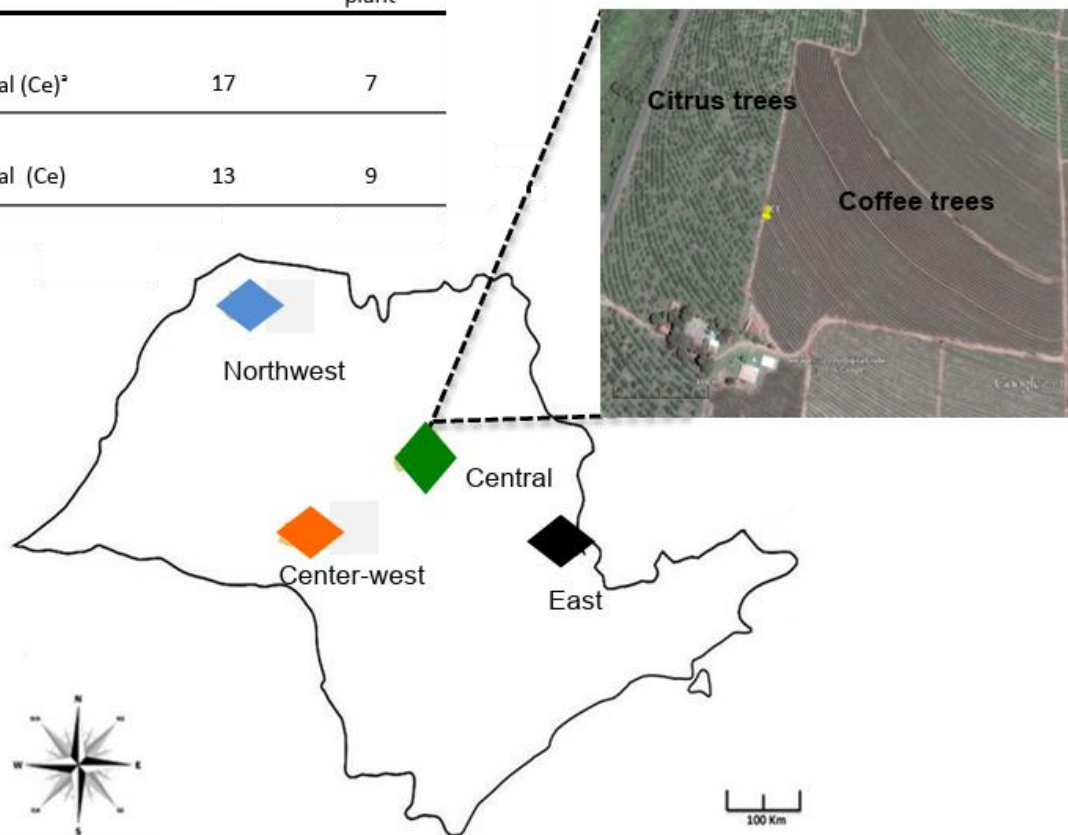 plant
al (Ce)ª 17 7
al (Ce) 13 9
Citrus trees
Coffee trees
Google
Northwest
Central
Center-west
East
N
W E
S
100 Km